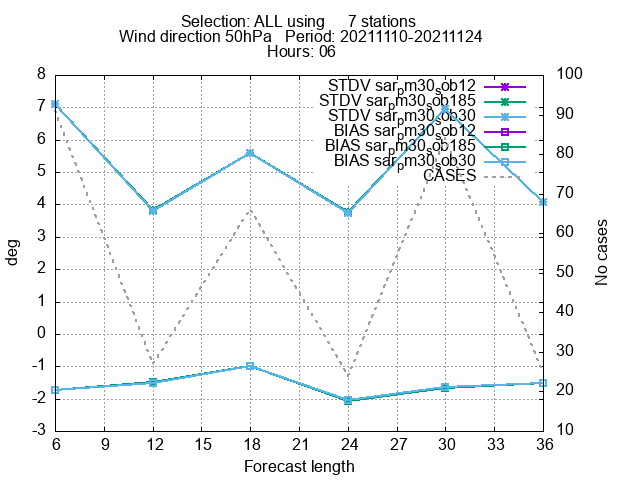 Selection: ALL using 7 stations
Wind direction 50hPa Period: 20211110-20211124
Hours: 06
8 7 6 5 4 3 2 1 0 -1 -2 -3
deg
STDV sar_pm30_sob12
STDV sar_pm30_sob185
STDV sar_pm30_sob30
BIAS sar_pm30_sob12
BIAS sar_pm30_sob185
BIAS sar_pm30_sob30
CASES
100 90 80 70 60 50 40 30 20 10
No cases
6 9 12 15 18 21 24 27 30 33 36
Forecast length